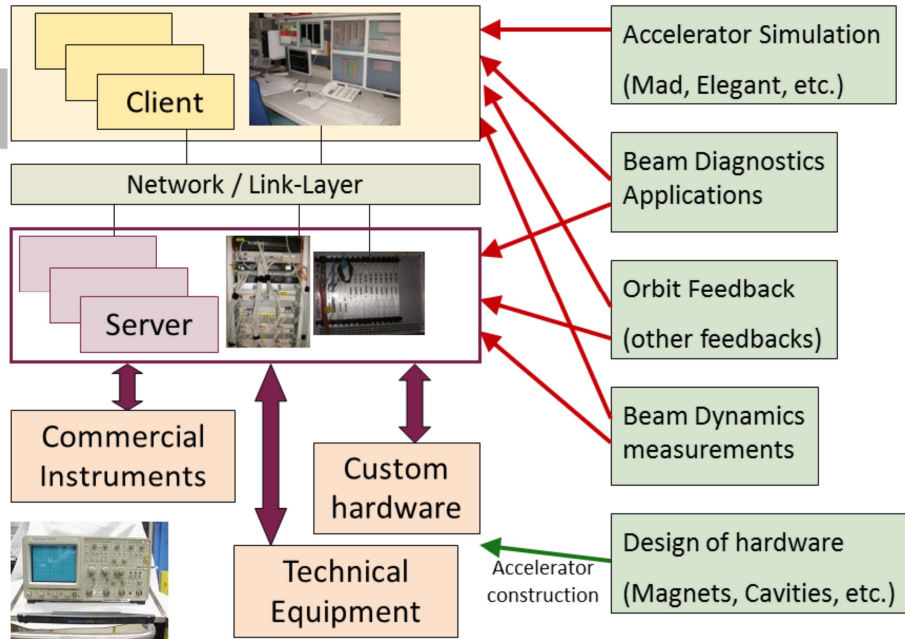 Client
Network / Link-Layer
Server
Commercial
Instruments
Custom
hardware
Technical
Equipment
Accelerator Simulation
(Mad, Elegant, etc.)
Beam Diagnostics
Applications
Orbit Feedback
(other feedbacks)
Beam Dynamics
measurements
Accelerator
construction
Design of hardware
(Magnets, Cavities, etc.)